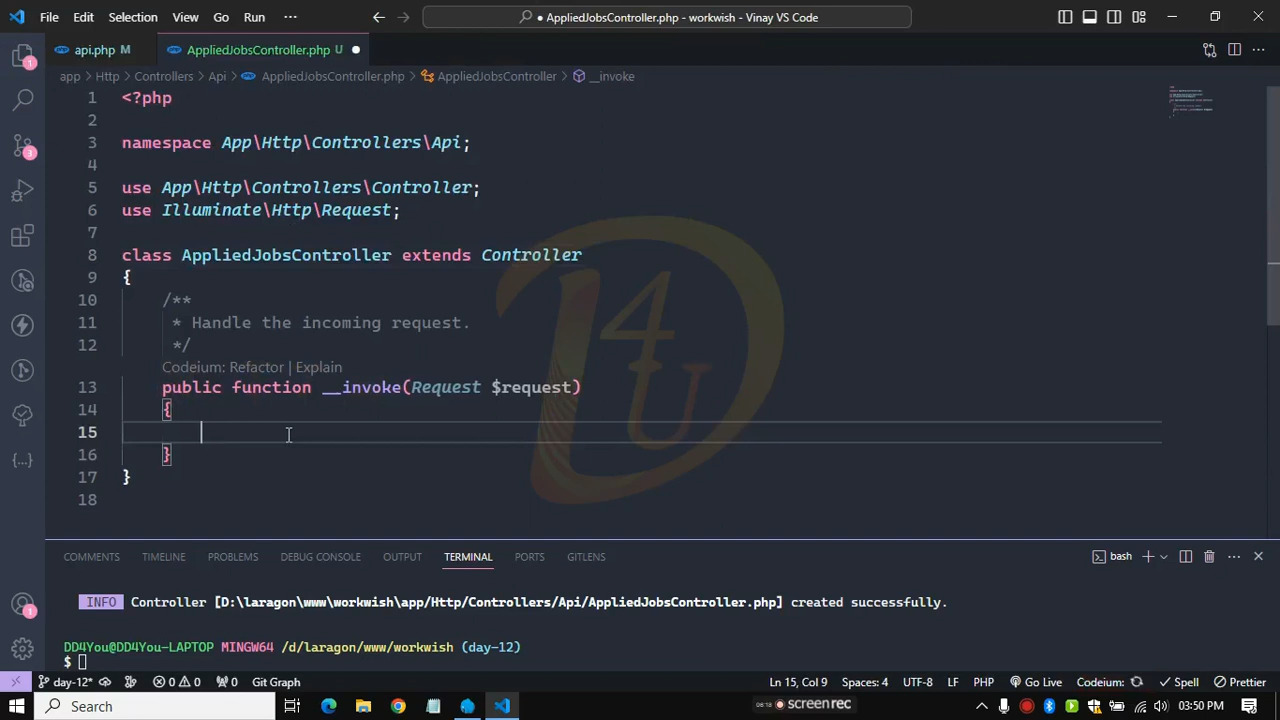 File Edit Selection View Go Run ···
AppliedJobsController.php - workwish - Vinay VS Code
api.php M
AppliedJobsController.php U
app > Http > Controllers > Api > AppliedJobsController.php > AppliedJobsController > __invoke
1 <?php
2
3 namespace App\Http\Controllers\Api;
4
5 use App\Http\Controllers\Controller;
6 use Illuminate\Http\Request;
7
8 class AppliedJobsController extends Controller
9 {
10 /**
11 * Handle the incoming request.
12 */
Codeium: Refactor | Explain
13 public function __invoke(Request $request)
14 {
15
16 }
17 }
18
D4U
COMMENTS TIMELINE PROBLEMS DEBUG CONSOLE OUTPUT TERMINAL PORTS GITLENS
bash
INFO Controller [D:\laragon\www\workwish\app/Http/Controllers/Api/AppliedJobsController.php] created successfully.
DD4You@DD4You-LAPTOP MINGW64 /d/laragon/www/workwish (day-12)
$
day-12* 0 0 0 Git Graph
Ln 15, Col 9 Spaces: 4 UTF-8 LF PHP Go Live Codeium: Spell Prettier
Search
screenrec
03:50 PM
1
3
1